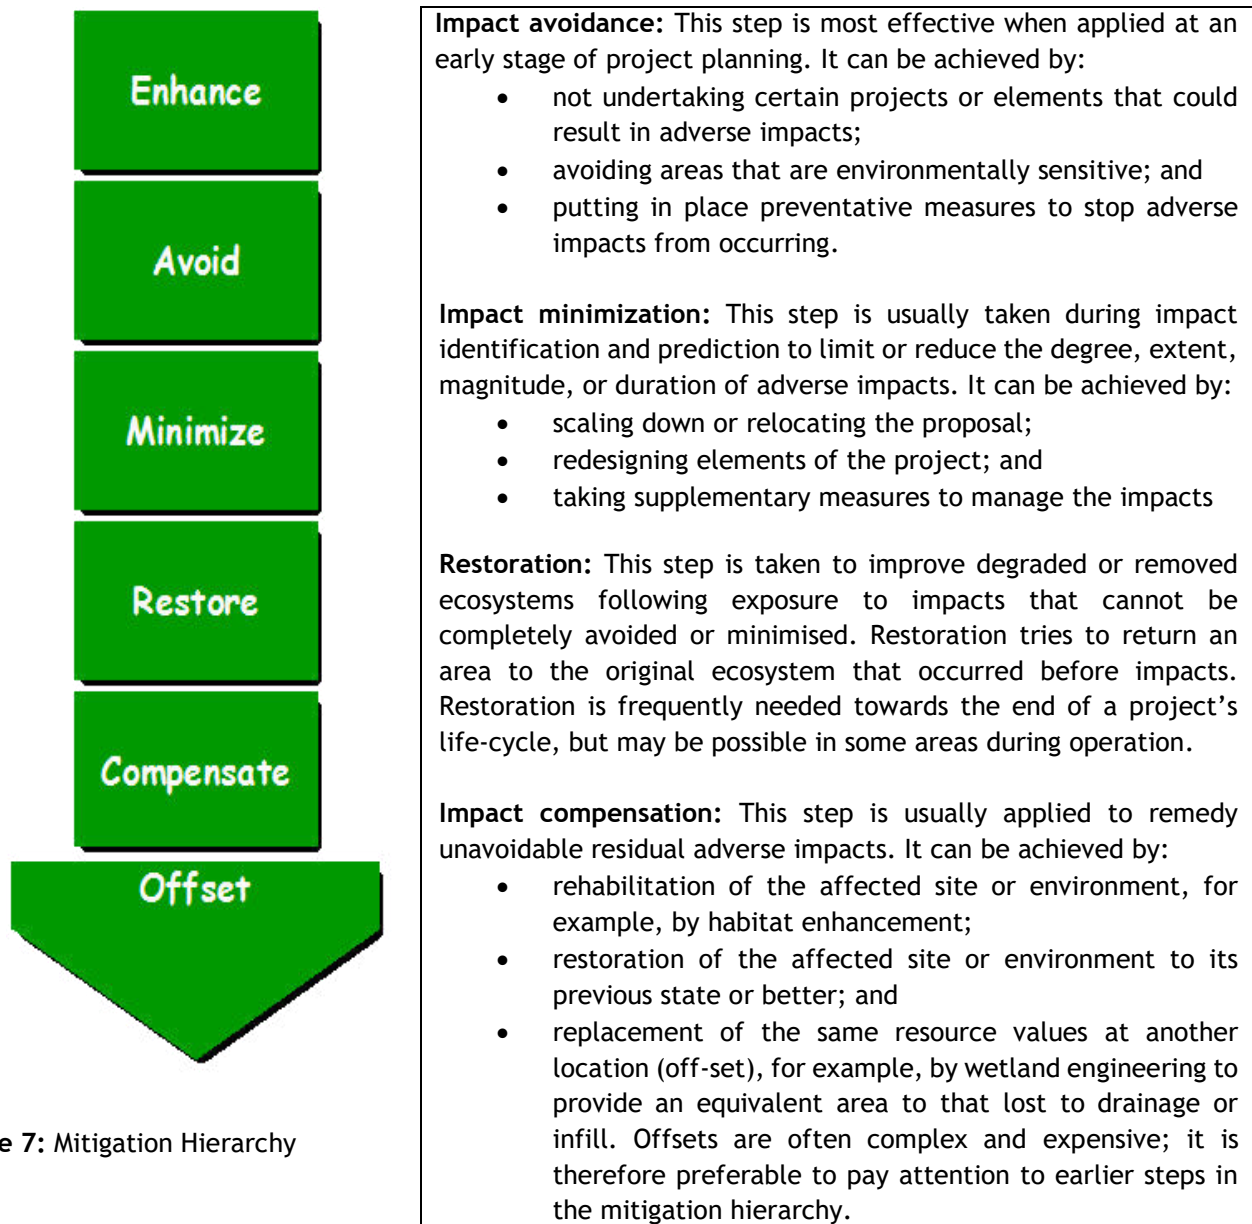 Enhance
Avoid
Minimize
Restore
Compensate
Offset
e 7: Mitigation Hierarchy
Impact avoidance: This step is most effective when applied at an
early stage of project planning. It can be achieved by:
• not undertaking certain projects or elements that could
result in adverse impacts;
• avoiding areas that are environmentally sensitive; and
• putting in place preventative measures to stop adverse
impacts from occurring.
Impact minimization: This step is usually taken during impact
identification and prediction to limit or reduce the degree, extent,
magnitude, or duration of adverse impacts. It can be achieved by:
• scaling down or relocating the proposal;
• redesigning elements of the project; and
• taking supplementary measures to manage the impacts
Restoration: This step is taken to improve degraded or removed
ecosystems following exposure to impacts that cannot be
completely avoided or minimised. Restoration tries to return an
area to the original ecosystem that occurred before impacts.
Restoration is frequently needed towards the end of a project’s
life-cycle, but may be possible in some areas during operation.
Impact compensation: This step is usually applied to remedy
unavoidable residual adverse impacts. It can be achieved by:
• rehabilitation of the affected site or environment, for
example, by habitat enhancement;
• restoration of the affected site or environment to its
previous state or better; and
• replacement of the same resource values at another
location (off-set), for example, by wetland engineering to
provide an equivalent area to that lost to drainage or
infill. Offsets are often complex and expensive; it is
therefore preferable to pay attention to earlier steps in
the mitigation hierarchy.